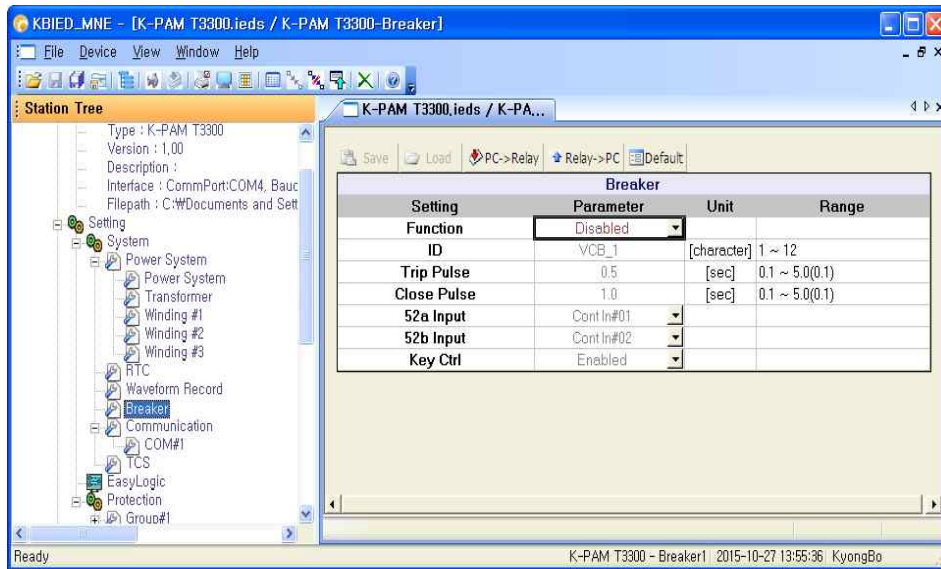 KBIED_MNE - [K-PAM T3300.ieds / K-PAM T3300-Breaker]
File Device View Window Help
Station Tree
K-PAM T3300.ieds / K-PA...
Type : K-PAM T3300
Version : 1,00
Description :
Interface : CommPort:COM4, Baud
Filepath : C:₩Documents and Sett
Setting
System
Power System
Power System
Transformer
Winding #1
Winding #2
Winding #3
RTC
Waveform Record
Breaker
Communication
COM#1
TCS
EasyLogic
Protection
Group#1
Save Load PC->Relay Relay->PC Default
Breaker
Setting Parameter Unit Range
Function Disabled
ID VCB_1 [character] 1 ~ 12
Trip Pulse 0.5 [sec] 0.1 ~ 5.0(0.1)
Close Pulse 1.0 [sec] 0.1 ~ 5.0(0.1)
52a Input Cont In#01
52b Input Cont In#02
Key Ctrl Enabled
Ready K-PAM T3300 - Breaker1 2015-10-27 13:55:36 KyongBo